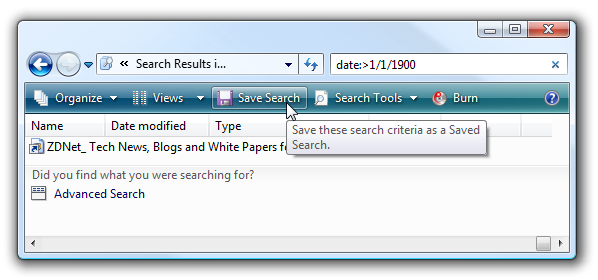 « Search Results i...
date:>1/1/1900
Organize Views Save Search Search Tools Burn ?
Name Date modified Type
Save these search criteria as a Saved
Search.
ZDNet_ Tech News, Blogs and White Papers f
Did you find what you were searching for?
Advanced Search